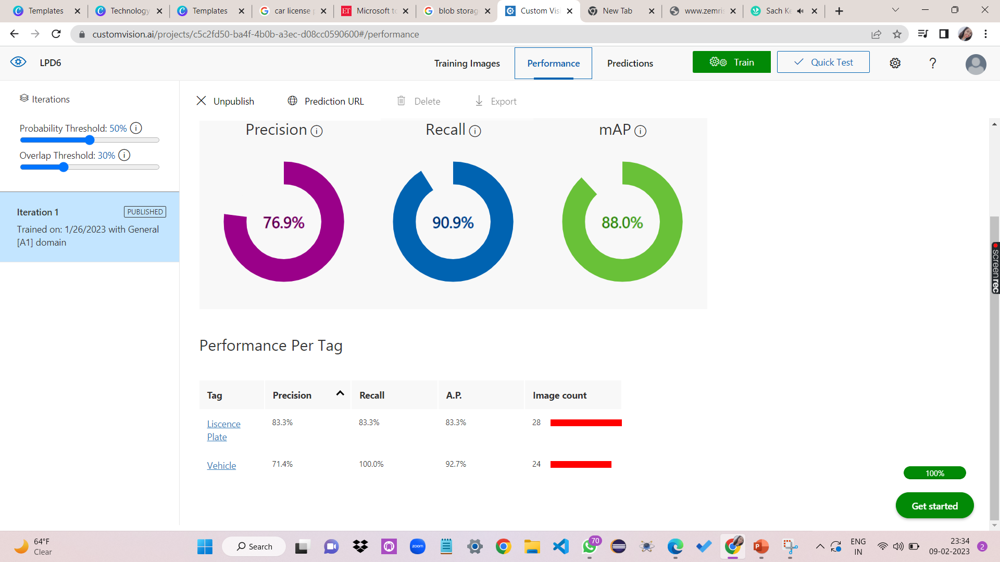 Templates
Technology
Templates
car license p
Microsoft to
blob storag
Custom Visi
New Tab
www.zemris
Sach Ke
customvision.ai/projects/c5c2fd50-ba4f-4b0b-a3ec-d08cc0590600#/performance
LPD6
Training Images
Performance
Predictions
Train
Quick Test
?
Iterations
Unpublish
Prediction URL
Delete
Export
Probability Threshold: 50%
Overlap Threshold: 30%
Iteration 1
PUBLISHED
Trained on: 1/26/2023 with General
[A1] domain
Precision
Recall
mAP
76.9%
90.9%
88.0%
Performance Per Tag
Tag Precision Recall A.P. Image count
Liscence
Plate
83.3% 83.3% 83.3% 28
Vehicle 71.4% 100.0% 92.7% 24
100%
Get started
screenrec
64°F
Clear
Search
zoom
70
ENG
IN
23:34
09-02-2023
2